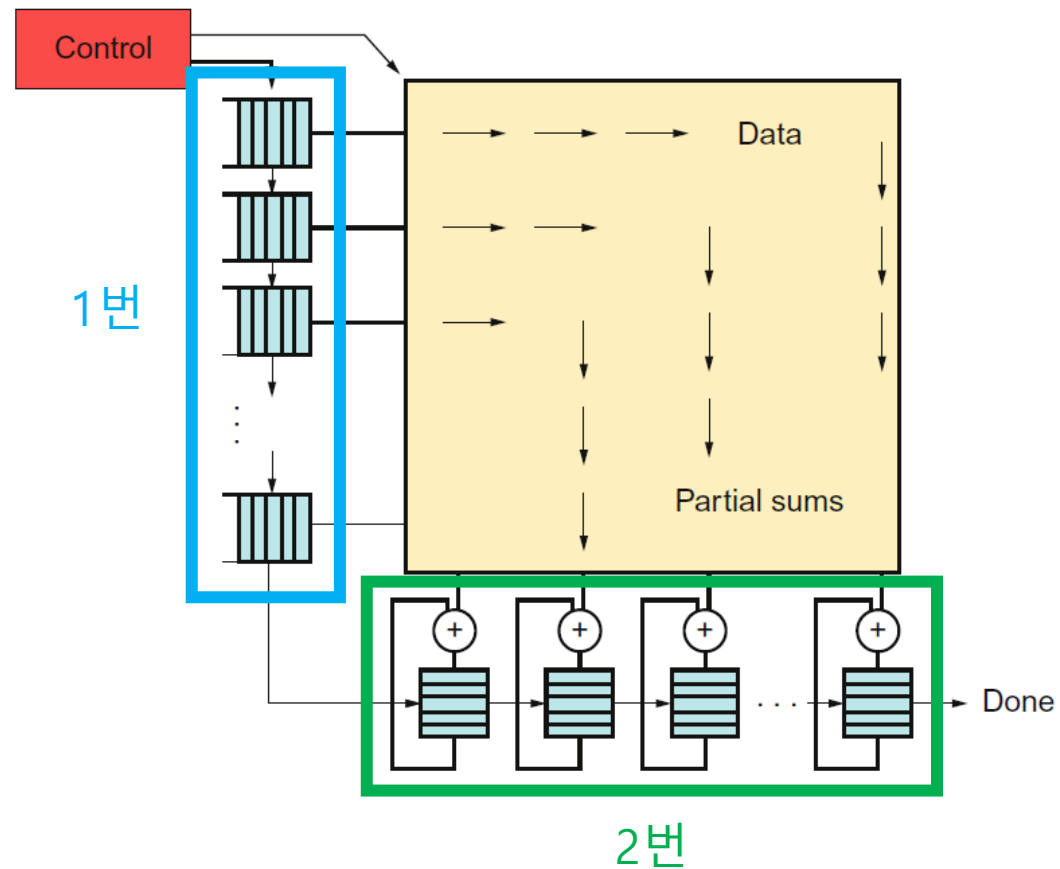 Control
Data
1번
Partial sums
+ + + +
Done
2번